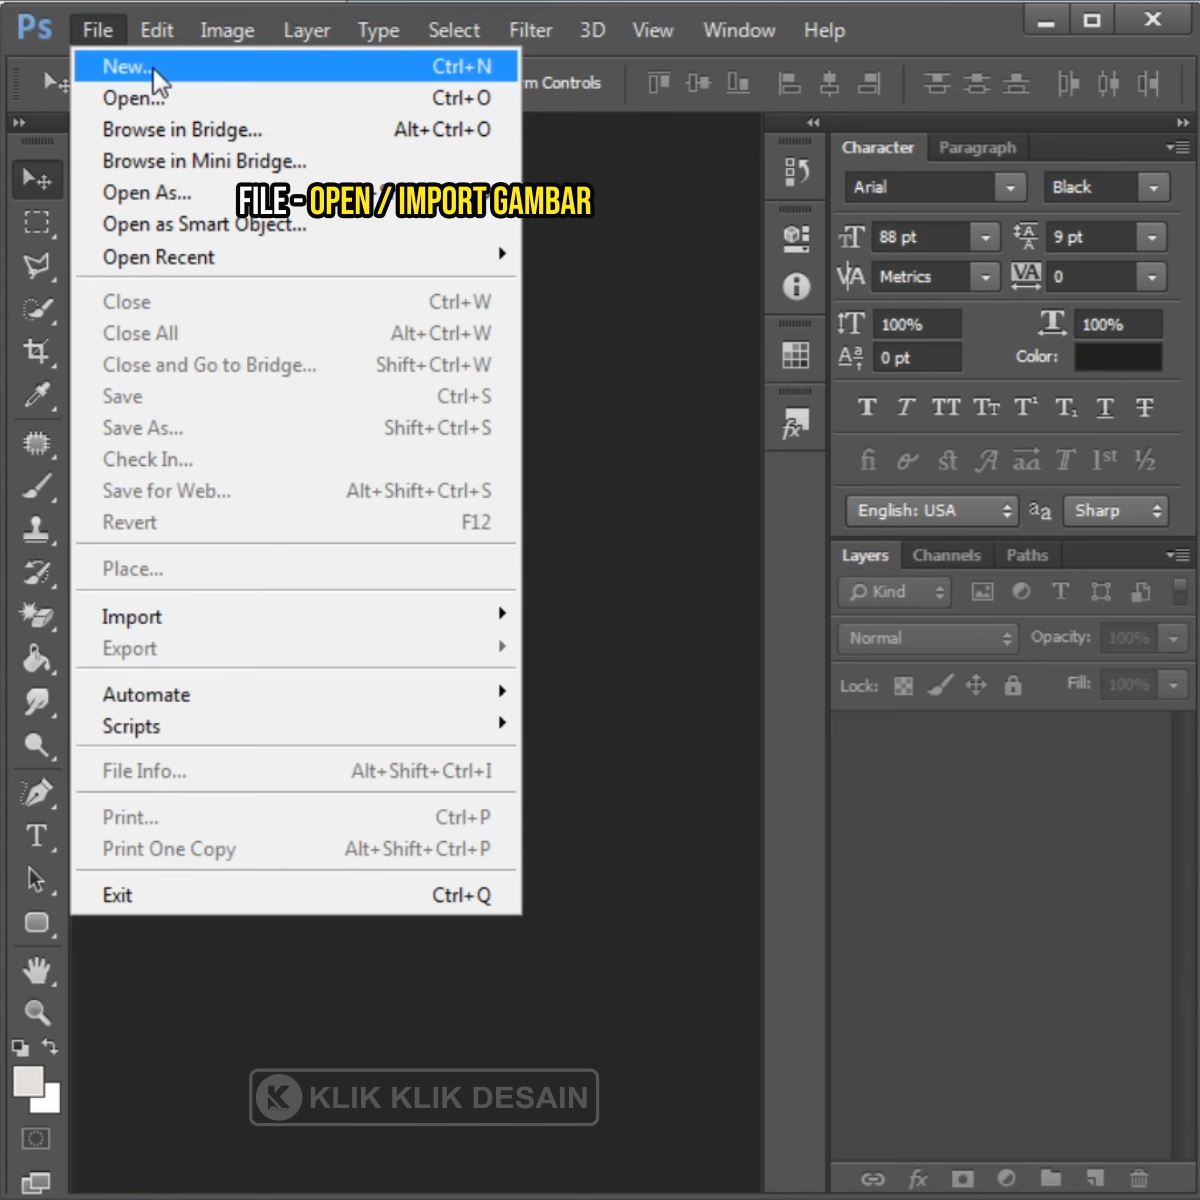 Ps File Edit Image Layer Type Select Filter 3D View Window Help
New... Ctrl+N
m Controls
Open... Ctrl+O
Browse in Bridge... Alt+Ctrl+O
Browse in Mini Bridge...
Open As...
FILE - OPEN / IMPORT GAMBAR
Open as Smart Object...
Open Recent
Close Ctrl+W
Close All Alt+Ctrl+W
Close and Go to Bridge... Shift+Ctrl+W
Save Ctrl+S
Save As... Shift+Ctrl+S
Check In...
Save for Web... Alt+Shift+Ctrl+S
Revert F12
Place...
Import
Export
Automate
Scripts
File Info... Alt+Shift+Ctrl+I
Print... Ctrl+P
Print One Copy Alt+Shift+Ctrl+P
Exit Ctrl+Q
Character Paragraph
Arial Black
88 pt 9 pt
Metrics 0
100% 100%
0 pt Color:
English: USA Sharp
Layers Channels Paths
Kind
Normal Opacity: 100%
Lock: Fill: 100%
KLIK KLIK DESAIN